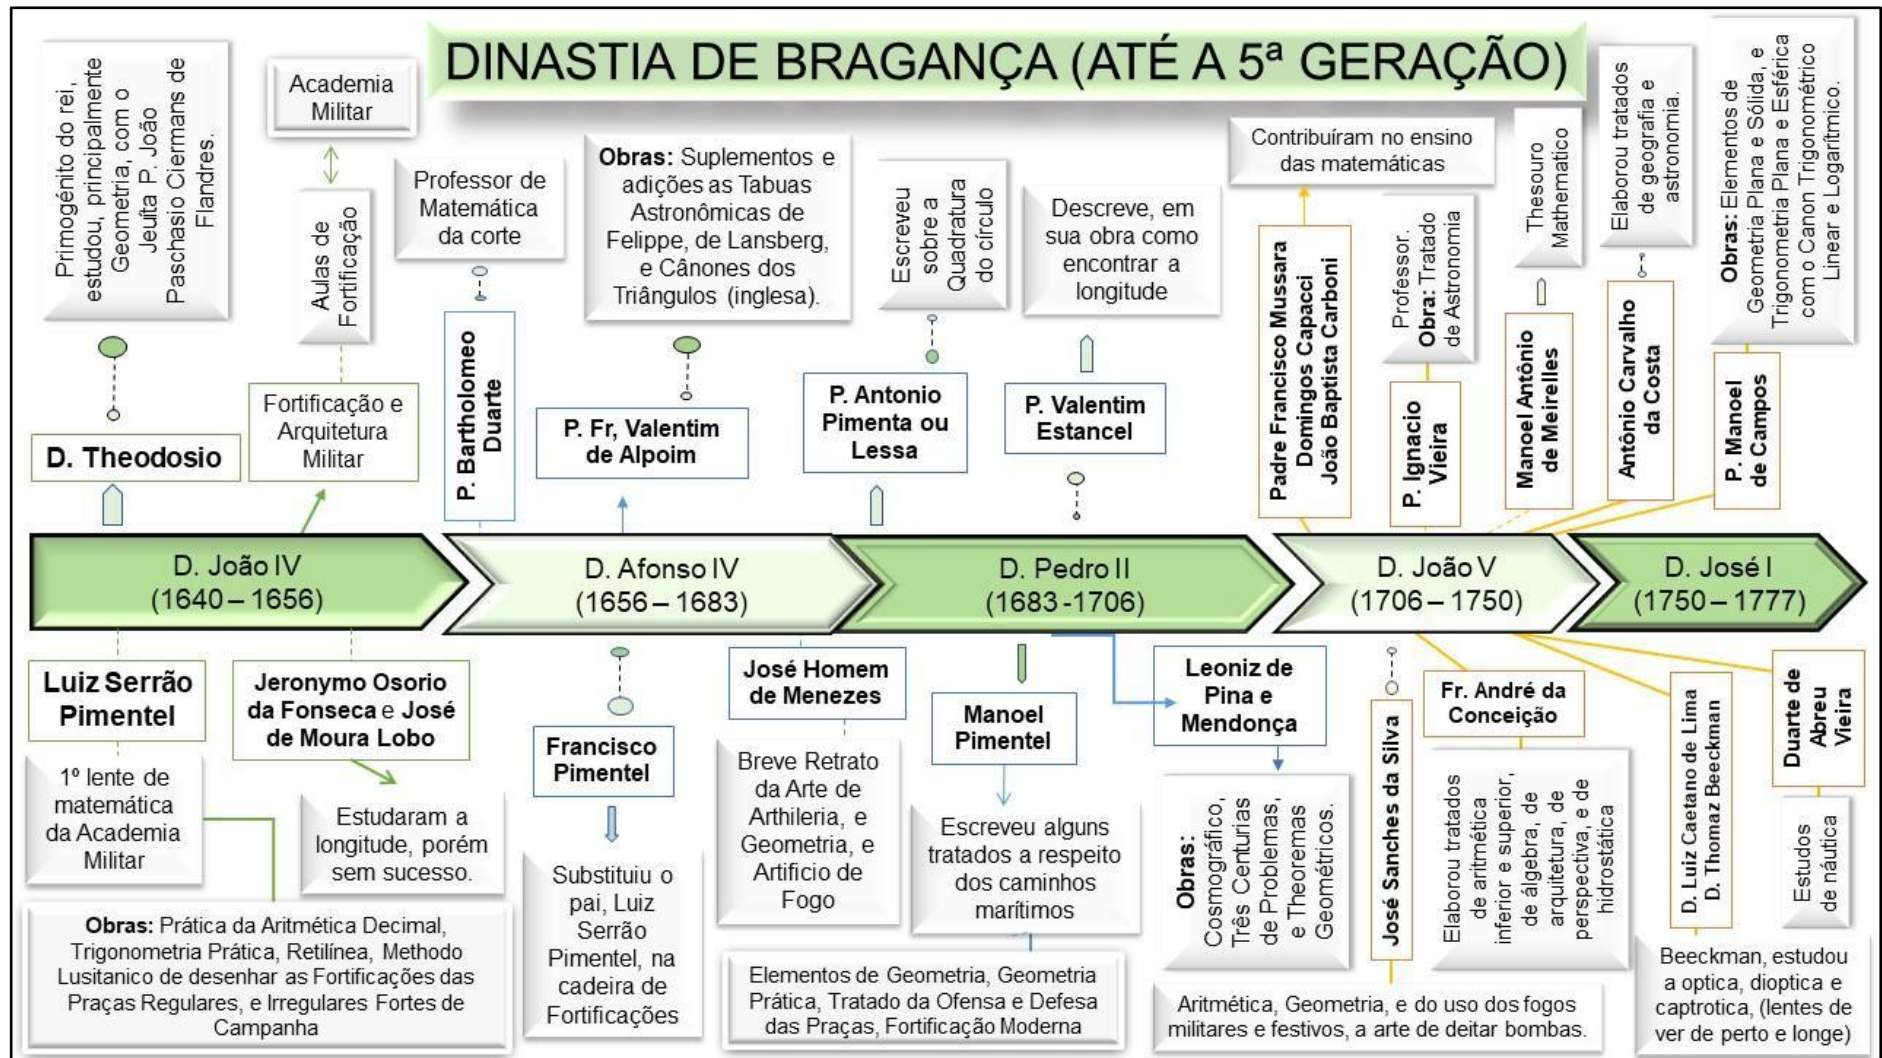 DINASTIA DE BRAGANÇA (ATÉ A 5ª GERAÇÃO)
Primogénito do rei,
estudou, principalmente
Geometria, com o
Jeuíta P. João
Paschasio Ciermans de
Flandres.
Academia
Militar
Aulas de
Fortificação
Professor de
Matemática
da corte
Obras: Suplementos e
adições as Tabuas
Astronômicas de
Felippe, de Lansberg,
e Cânones dos
Triângulos (inglesa).
Escreveu
sobre a
Quadratura
do círculo
Descreve, em
sua obra como
encontrar a
longitude
Contribuíram no ensino
das matemáticas
Professor.
Obra: Tratado
de Astronomia
Thesouro
Mathematico
Elaborou tratados
de geografia e
astronomia.
Obras: Elementos de
Geometria Plana e Sólida, e
Trigonometria Plana e Esférica
com o Canon Trigonométrico
Linear e Logarítmico.
D. Theodosio
Fortificação e
Arquitetura
Militar
P. Bartholomeo
Duarte
P. Fr, Valentim
de Alpoim
P. Antonio
Pimenta ou
Lessa
P. Valentim
Estancel
Padre Francisco Mussara
Domingos Capacci
João Baptista Carboni
P. Ignacio
Vieira
Manoel Antônio
de Meirelles
Antônio Carvalho
da Costa
P. Manoel
de Campos
D. João IV
(1640 – 1656)
D. Afonso IV
(1656 – 1683)
D. Pedro II
(1683 -1706)
D. João V
(1706 – 1750)
D. José I
(1750 – 1777)
Luiz Serrão
Pimentel
Jeronymo Osorio
da Fonseca e José
de Moura Lobo
Francisco
Pimentel
José Homem
de Menezes
Manoel
Pimentel
Leoniz de
Pina e
Mendonça
José Sanches da Silva
Fr. André da
Conceição
D. Luiz Caetano de Lima
D. Thomaz Beeckman
Duarte de
Abreu
Vieira
1º lente de
matemática
da Academia
Militar
Estudaram a
longitude, porém
sem sucesso.
Obras: Prática da Aritmética Decimal,
Trigonometria Prática, Retilínea, Methodo
Lusitanico de desenhar as Fortificações das
Praças Regulares, e Irregulares Fortes de
Campanha
Substituiu o
pai, Luiz
Serrão
Pimentel, na
cadeira de
Fortificações
Breve Retrato
da Arte de
Arthileria, e
Geometria, e
Artificio de
Fogo
Escreveu alguns
tratados a respeito
dos caminhos
marítimos
Elementos de Geometria, Geometria
Prática, Tratado da Ofensa e Defesa
das Praças, Fortificação Moderna
Obras:
Cosmográfico,
Três Centurias
de Problemas,
e Theoremas
Geométricos.
Aritmética, Geometria, e do uso dos fogos
militares e festivos, a arte de deitar bombas.
Elaborou tratados
de aritmética
inferior e superior,
de álgebra, de
arquitetura, de
perspectiva, e de
hidrostática
Beeckman, estudou
a optica, dioptica e
captrotica, (lentes de
ver de perto e longe)
Estudos
de náutica